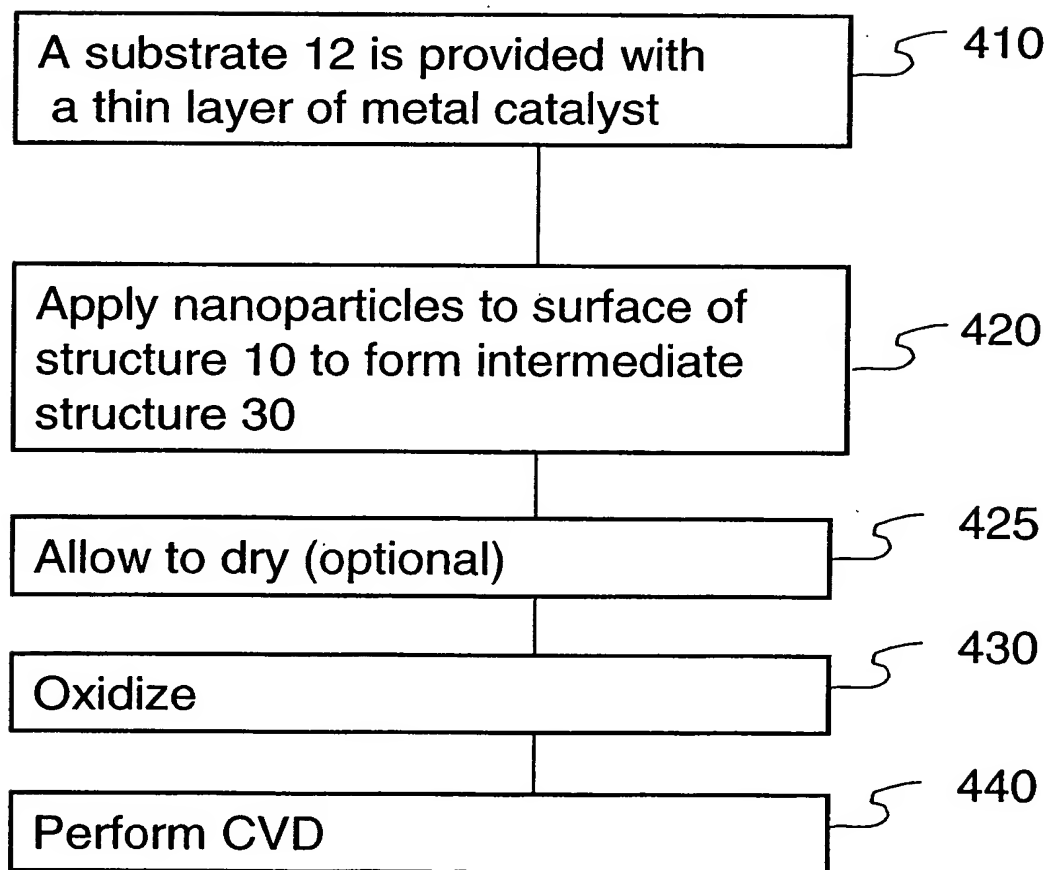 A substrate 12 is provided with
a thin layer of metal catalyst
410
Apply nanoparticles to surface of
structure 10 to form intermediate
structure 30
420
Allow to dry (optional)
425
Oxidize
430
Perform CVD
440